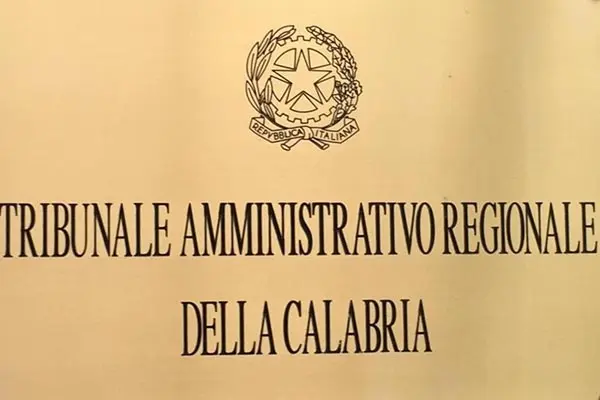 REPVBBLICA ITALIANA
TRIBUNALE AMMINISTRATIVO REGIONALE
DELLA CALABRIA